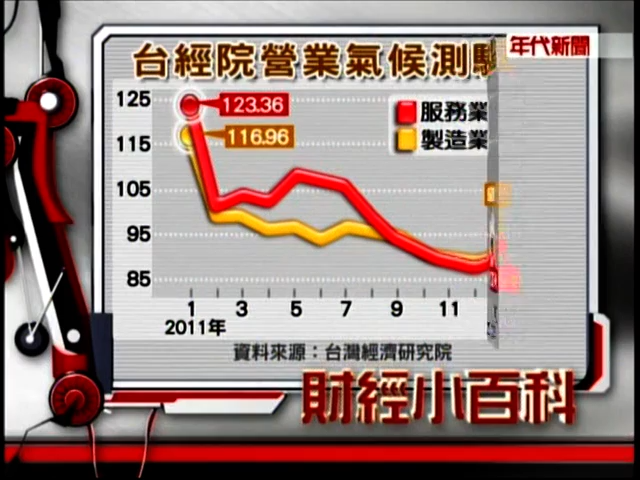 年代新聞
台經院營業氣候測
125
123.36
服務業
116.96
製造業
115
105
95
85
1 3 5 7 9 11
2011年
資料來源：台灣經濟研究院
財經小百科